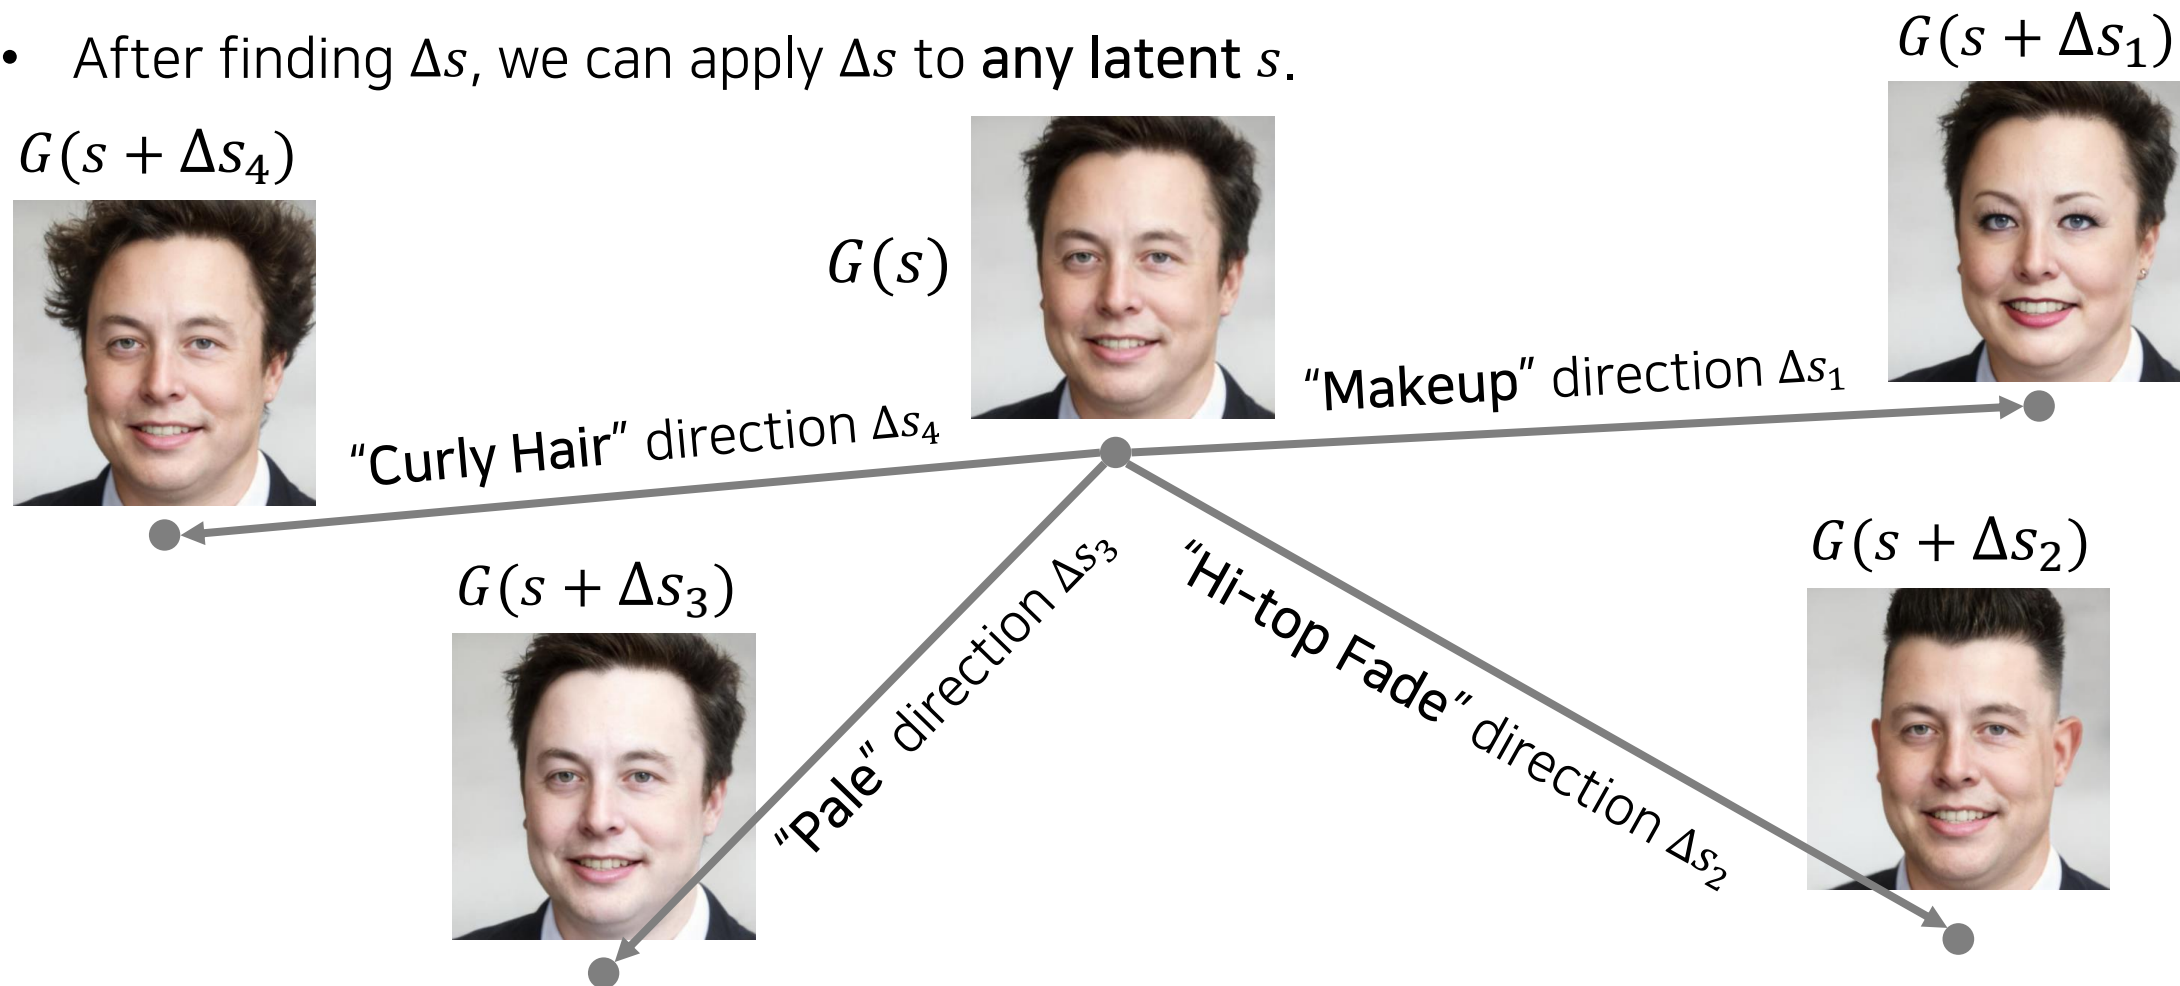 • After finding Δs, we can apply Δs to any latent s.
G(s + Δs₁)
G(s + Δs₄)
G(s)
“Makeup” direction Δs₁
“Curly Hair” direction Δs₄
G(s + Δs₂)
G(s + Δs₃)
“Pale” direction Δs₃
“Hi-top Fade” direction Δs₂